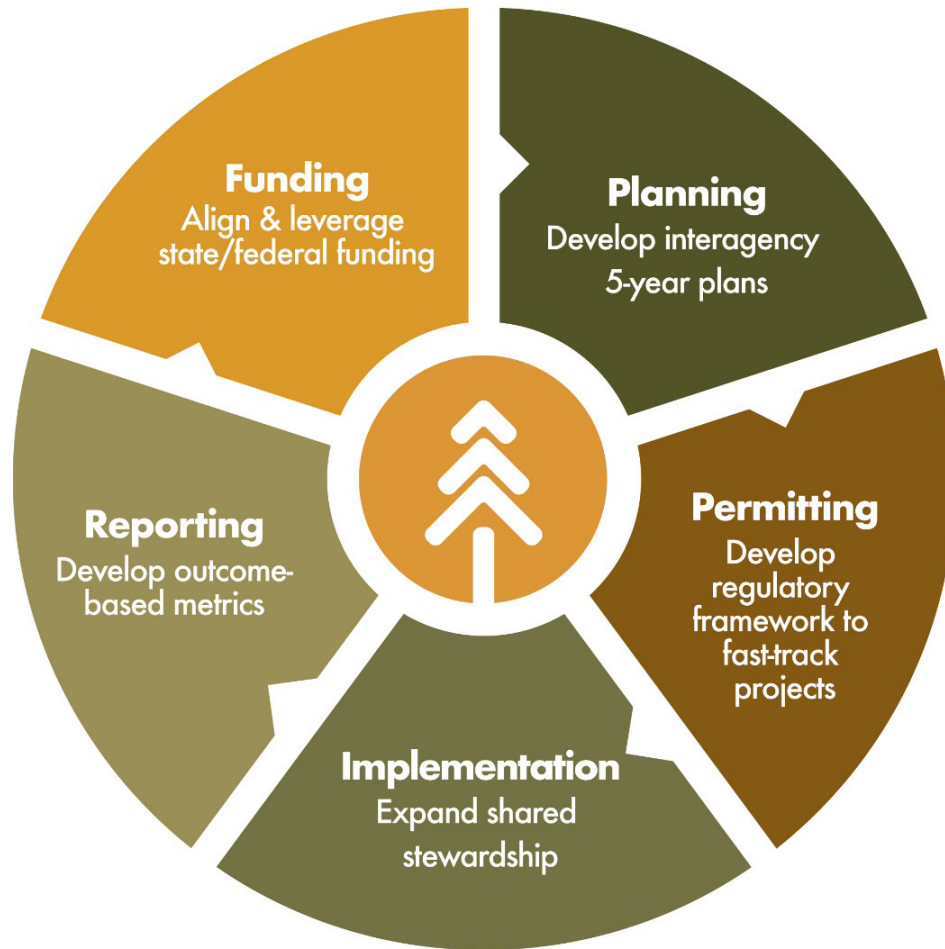 Funding
Align & leverage
state/federal funding
Planning
Develop interagency
5-year plans
Permitting
Develop
regulatory
framework to
fast-track
projects
Implementation
Expand shared
stewardship
Reporting
Develop outcome-
based metrics